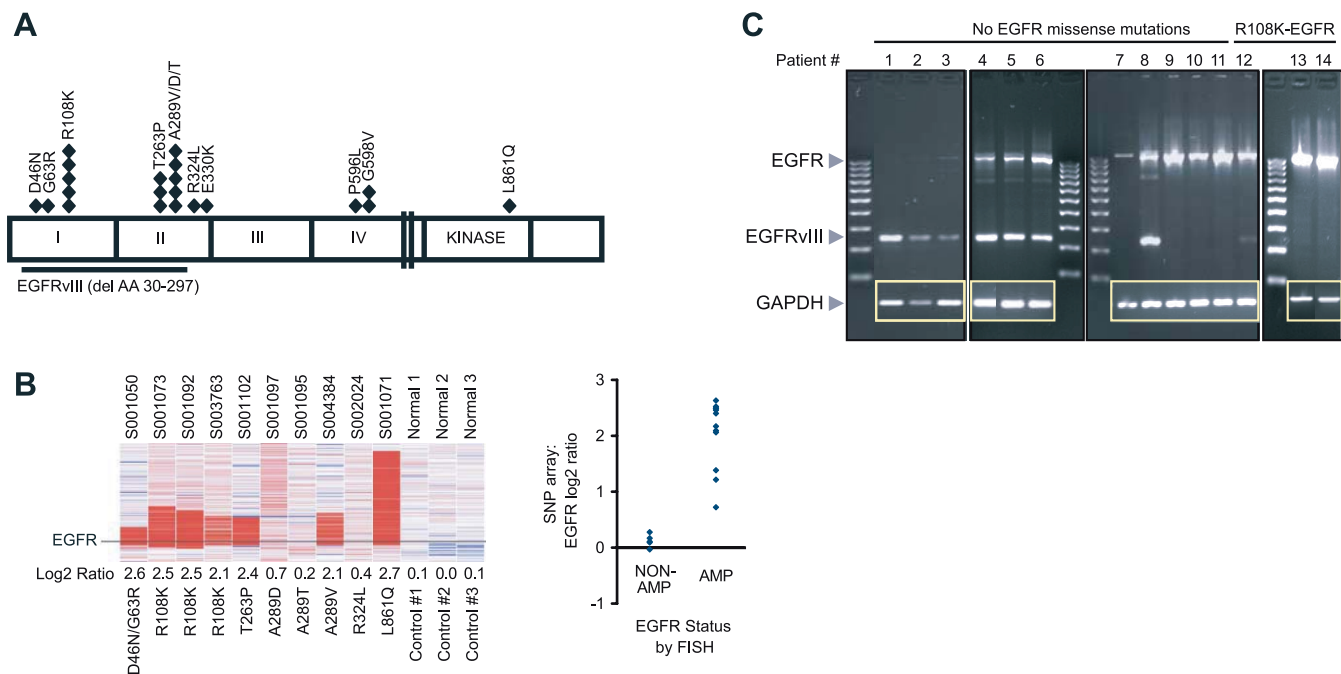 A
D46N
G63R
R108K
T263P
A289V/D/T
R324L
E330K
P596L
G598V
L861Q
I
II
III
IV
KINASE
EGFRvIII (del AA 30-297)
B
S001050
S001073
S001092
S003763
S001102
S001097
S001095
S004384
S002024
S001071
Normal 1
Normal 2
Normal 3
EGFR
Log2 Ratio
2.6 2.5 2.5 2.1 2.4 0.7 0.2 2.1 0.4 2.7 0.1 0.0 0.1
D46N/G63R
R108K
R108K
R108K
T263P
A289D
A289T
A289V
R324L
L861Q
Control #1
Control #2
Control #3
SNP array:
EGFR log2 ratio
3
2
1
0
-1
NON-
AMP
AMP
EGFR Status
by FISH
C
No EGFR missense mutations
R108K-EGFR
Patient # 1 2 3 4 5 6 7 8 9 10 11 12 13 14
EGFR
EGFRvIII
GAPDH